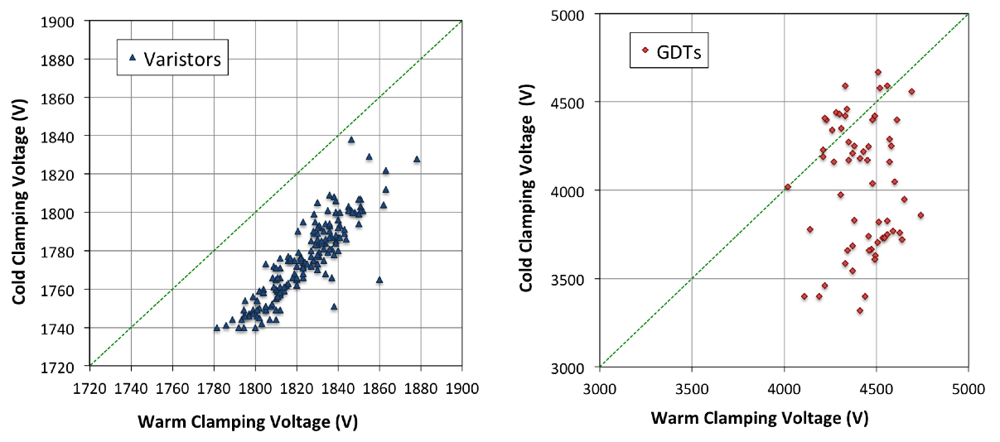 1900
1880
1860
1840
1820
1800
1780
1760
1740
1720
Cold Clamping Voltage (V)
Varistors
1720 1740 1760 1780 1800 1820 1840 1860 1880 1900
Warm Clamping Voltage (V)
5000
4500
4000
3500
3000
Cold Clamping Voltage (V)
GDTs
3000 3500 4000 4500 5000
Warm Clamping Voltage (V)